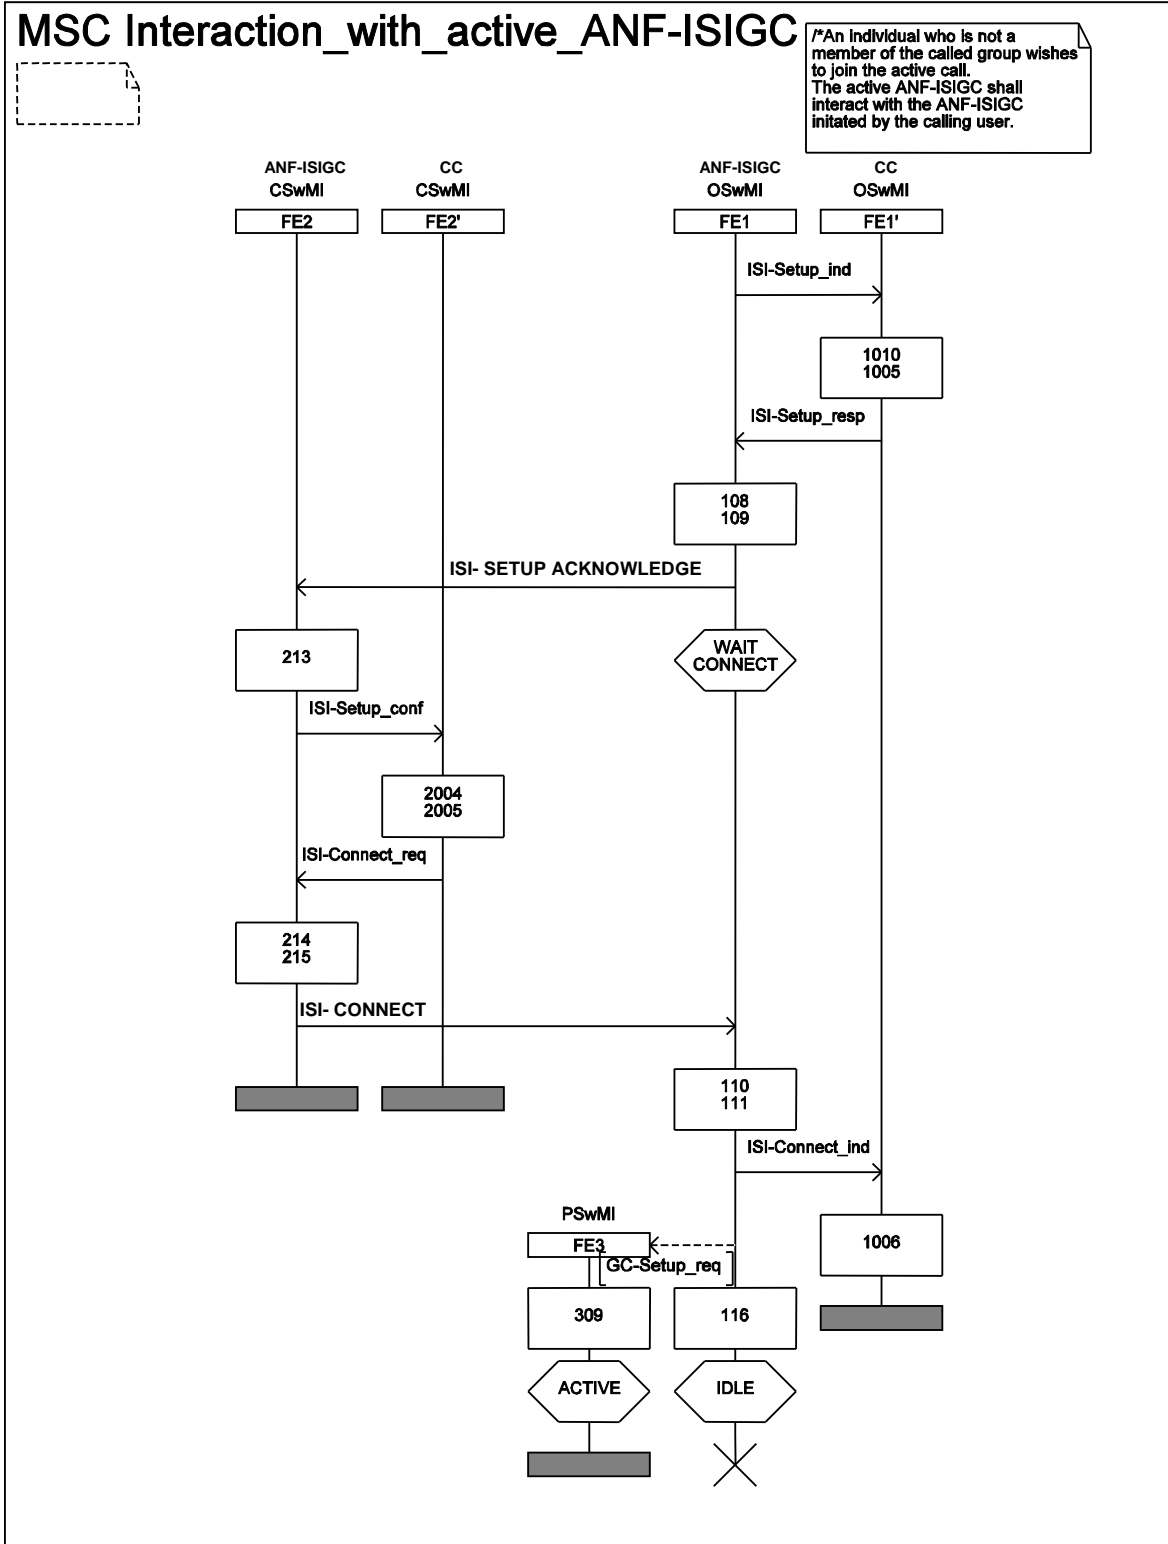 MSC Interaction_with_active_ANF-ISIGC
/*An individual who is not a
member of the called group wishes
to join the active call.
The active ANF-ISIGC shall
interact with the ANF-ISIGC
initated by the calling user.
ANF-ISIGC
CSwMI
FE2
CC
CSwMI
FE2'
ANF-ISIGC
OSwMI
FE1
CC
OSwMI
FE1'
ISI-Setup_ind
1010
1005
ISI-Setup_resp
108
109
ISI- SETUP ACKNOWLEDGE
213
WAIT
CONNECT
ISI-Setup_conf
2004
2005
ISI-Connect_req
214
215
ISI- CONNECT
110
111
ISI-Connect_ind
PSwMI
FE3
GC-Setup_req
1006
309
116
ACTIVE
IDLE